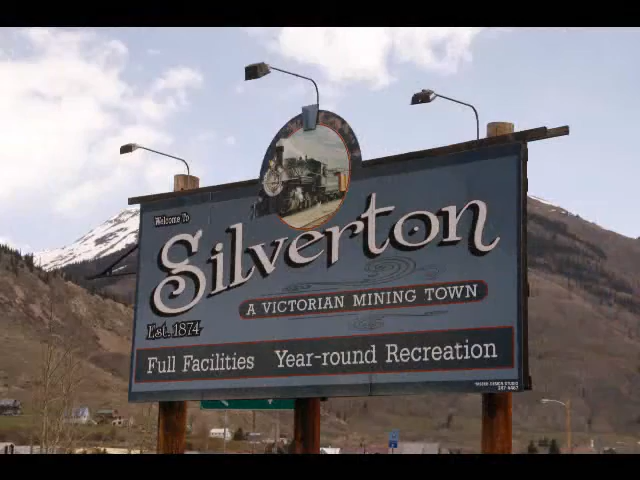 Welcome To
Silverton
A VICTORIAN MINING TOWN
Est. 1874
Full Facilities Year-round Recreation